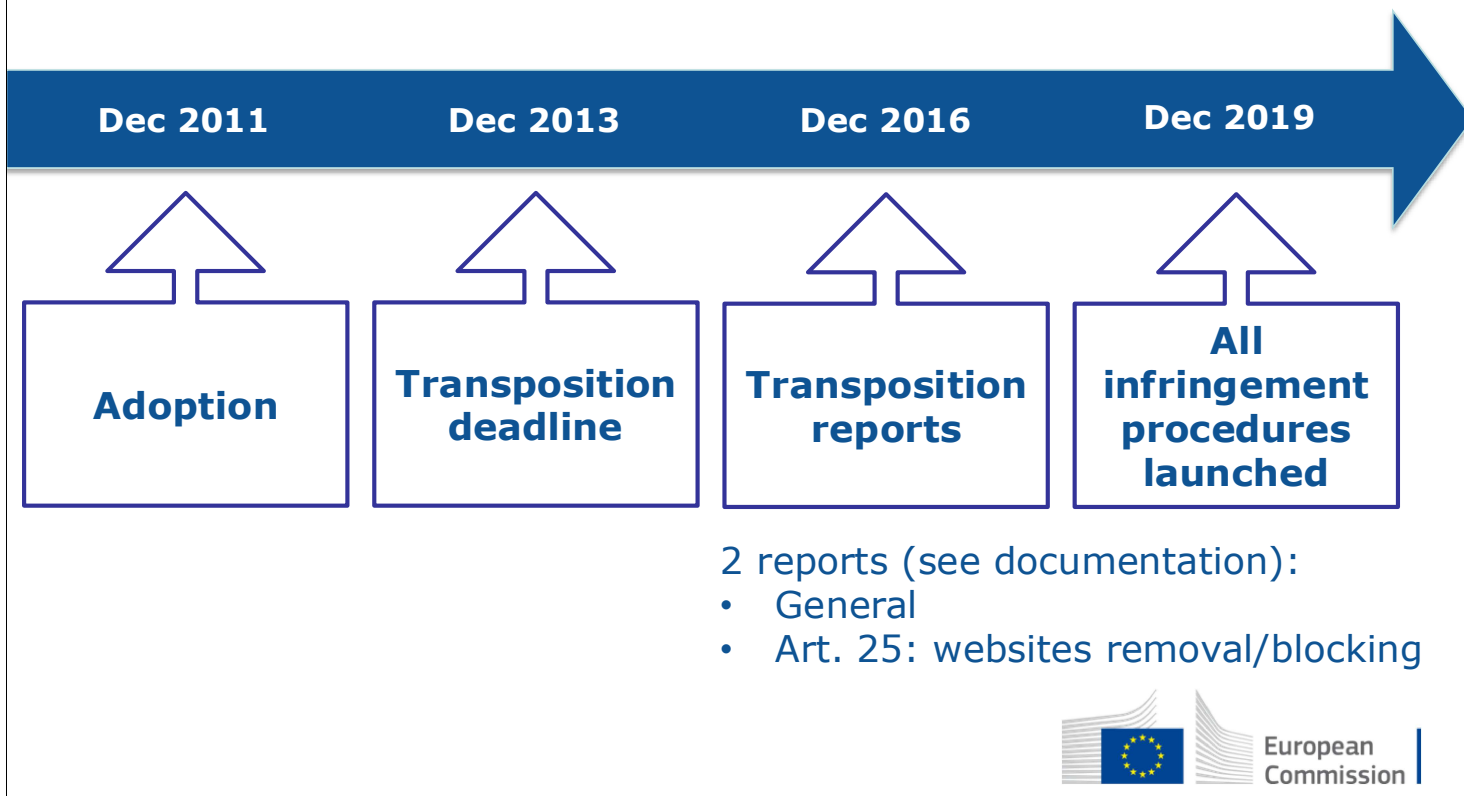 Dec 2011
Dec 2013
Dec 2016
Dec 2019
Adoption
Transposition
deadline
Transposition
reports
All
infringement
procedures
launched
2 reports (see documentation):
• General
• Art. 25: websites removal/blocking
European
Commission